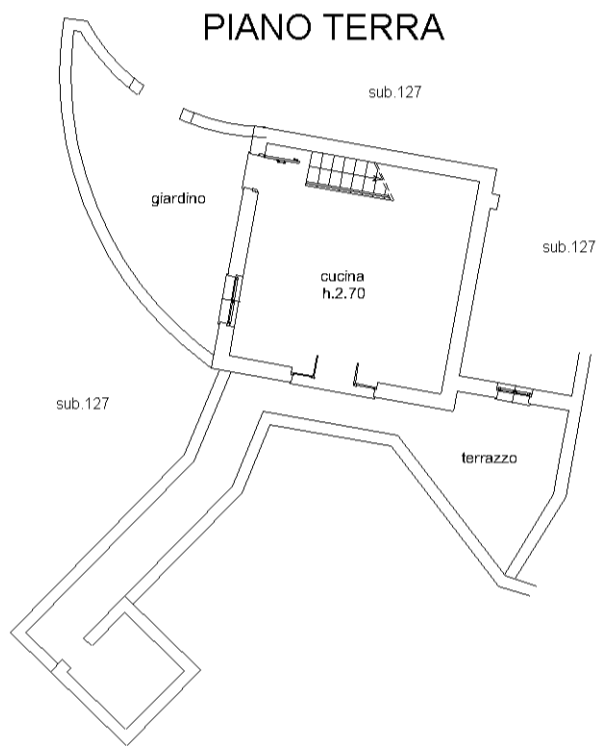 PIANO TERRA
sub.127
giardino
sub.127
cucina
h.2.70
sub.127
terrazzo